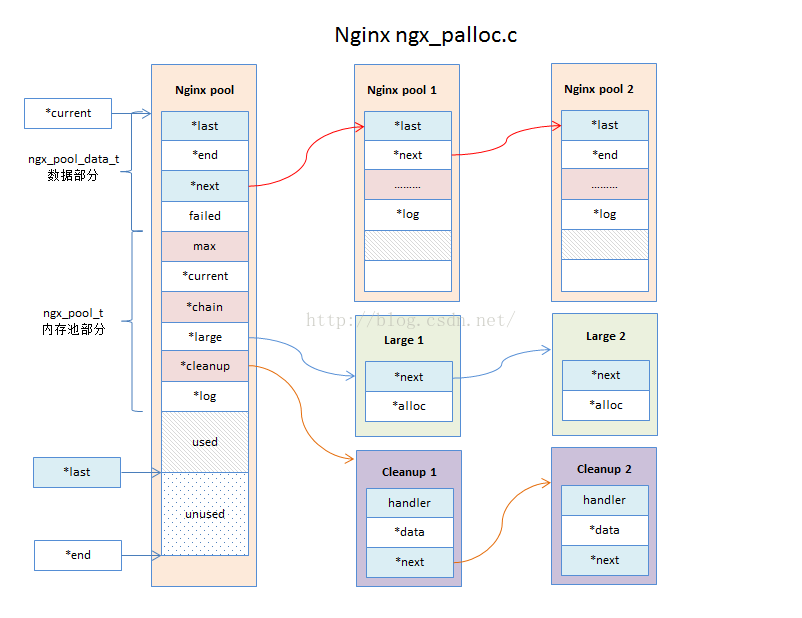 Nginx ngx_palloc.c
*current
ngx_pool_data_t
数据部分
ngx_pool_t
内存池部分
*last
*end
Nginx pool
*last
*end
*next
failed
max
*current
*chain
*large
*cleanup
*log
used
unused
Nginx pool 1
*last
*next
.........
*log
Nginx pool 2
*last
*end
.........
*log
http://blog.csdn.net/
Large 1
*next
*alloc
Large 2
*next
*alloc
Cleanup 1
handler
*data
*next
Cleanup 2
handler
*data
*next